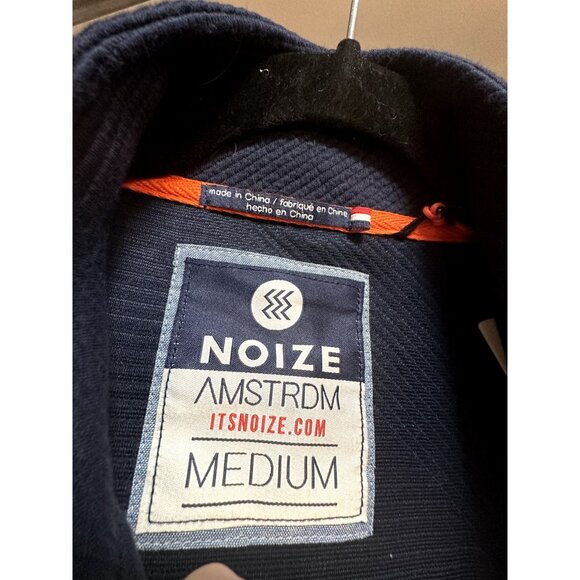 made in China / fabriqué en Chine
hecho en China
NOIZE
AMSTRDM
ITSNOIZE.COM
MEDIUM